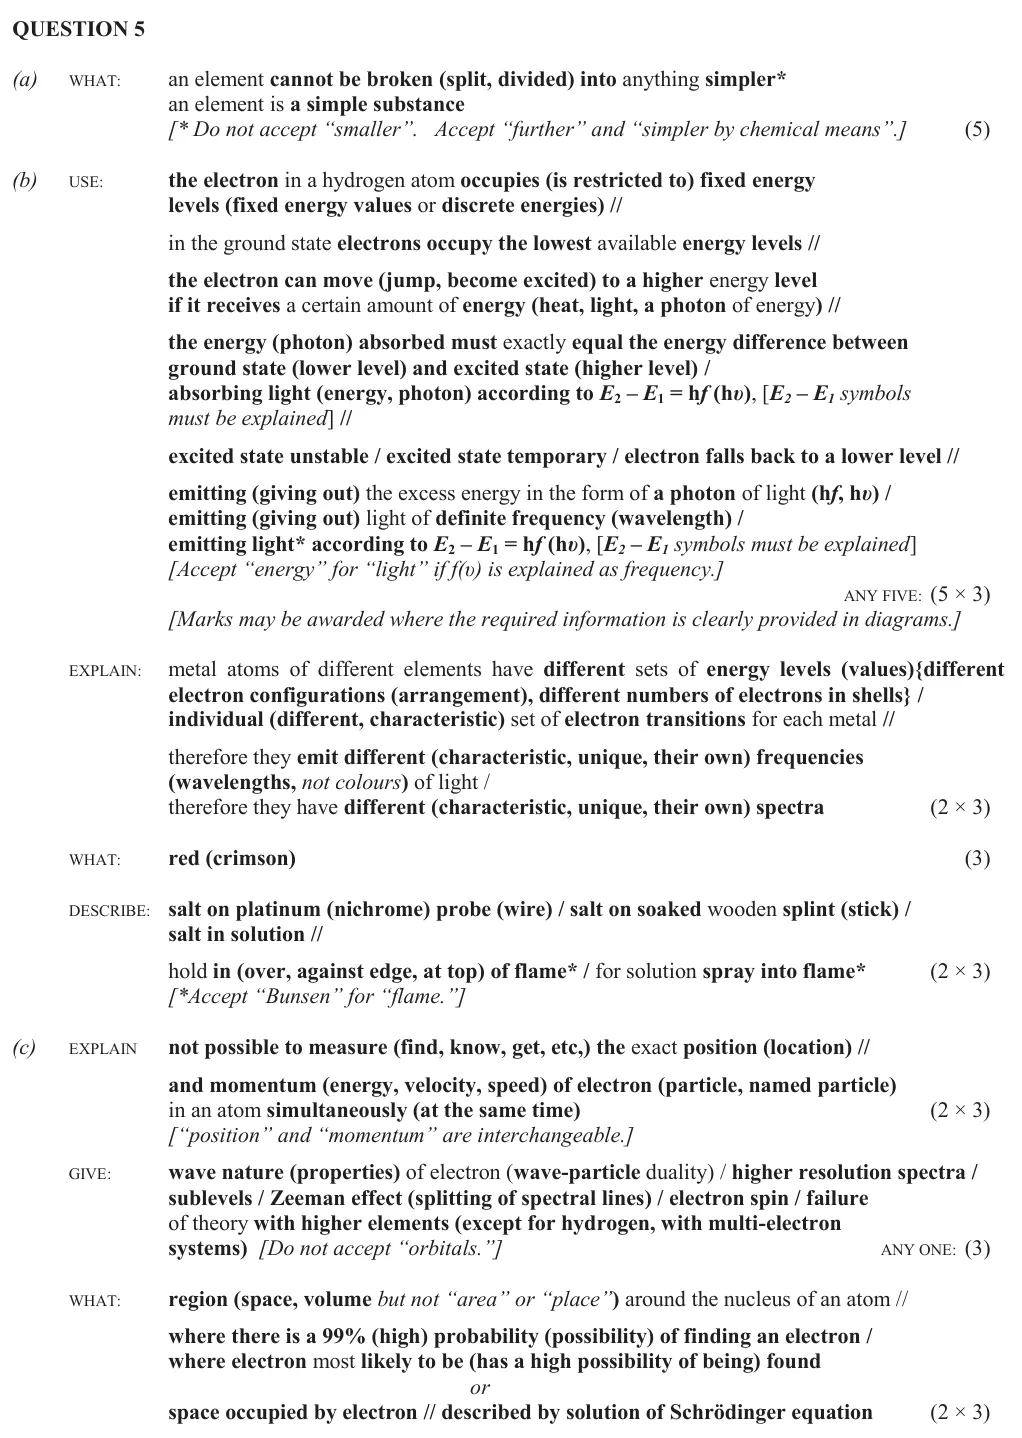 QUESTION 5
(a) WHAT: an element cannot be broken (split, divided) into anything simpler*
an element is a simple substance
[* Do not accept “smaller”. Accept “further” and “simpler by chemical means”.] (5)
(b) USE: the electron in a hydrogen atom occupies (is restricted to) fixed energy
levels (fixed energy values or discrete energies) //
in the ground state electrons occupy the lowest available energy levels //
the electron can move (jump, become excited) to a higher energy level
if it receives a certain amount of energy (heat, light, a photon of energy) //
the energy (photon) absorbed must exactly equal the energy difference between
ground state (lower level) and excited state (higher level) /
absorbing light (energy, photon) according to E2 – E1 = hf (hυ), [E2 – E1 symbols
must be explained] //
excited state unstable / excited state temporary / electron falls back to a lower level //
emitting (giving out) the excess energy in the form of a photon of light (hf, hυ) /
emitting (giving out) light of definite frequency (wavelength) /
emitting light* according to E2 – E1 = hf (hυ), [E2 – E1 symbols must be explained]
[Accept “energy” for “light” if f(υ) is explained as frequency.]
ANY FIVE: (5 × 3)
[Marks may be awarded where the required information is clearly provided in diagrams.]
EXPLAIN: metal atoms of different elements have different sets of energy levels (values){different
electron configurations (arrangement), different numbers of electrons in shells} /
individual (different, characteristic) set of electron transitions for each metal //
therefore they emit different (characteristic, unique, their own) frequencies
(wavelengths, not colours) of light /
therefore they have different (characteristic, unique, their own) spectra (2 × 3)
WHAT: red (crimson) (3)
DESCRIBE: salt on platinum (nichrome) probe (wire) / salt on soaked wooden splint (stick) /
salt in solution //
hold in (over, against edge, at top) of flame* / for solution spray into flame* (2 × 3)
[*Accept “Bunsen” for “flame.”]
(c) EXPLAIN not possible to measure (find, know, get, etc,) the exact position (location) //
and momentum (energy, velocity, speed) of electron (particle, named particle)
in an atom simultaneously (at the same time) (2 × 3)
[“position” and “momentum” are interchangeable.]
GIVE: wave nature (properties) of electron (wave-particle duality) / higher resolution spectra /
sublevels / Zeeman effect (splitting of spectral lines) / electron spin / failure
of theory with higher elements (except for hydrogen, with multi-electron
systems) [Do not accept “orbitals.”] ANY ONE: (3)
WHAT: region (space, volume but not “area” or “place”) around the nucleus of an atom //
where there is a 99% (high) probability (possibility) of finding an electron /
where electron most likely to be (has a high possibility of being) found
or
space occupied by electron // described by solution of Schrödinger equation (2 × 3)